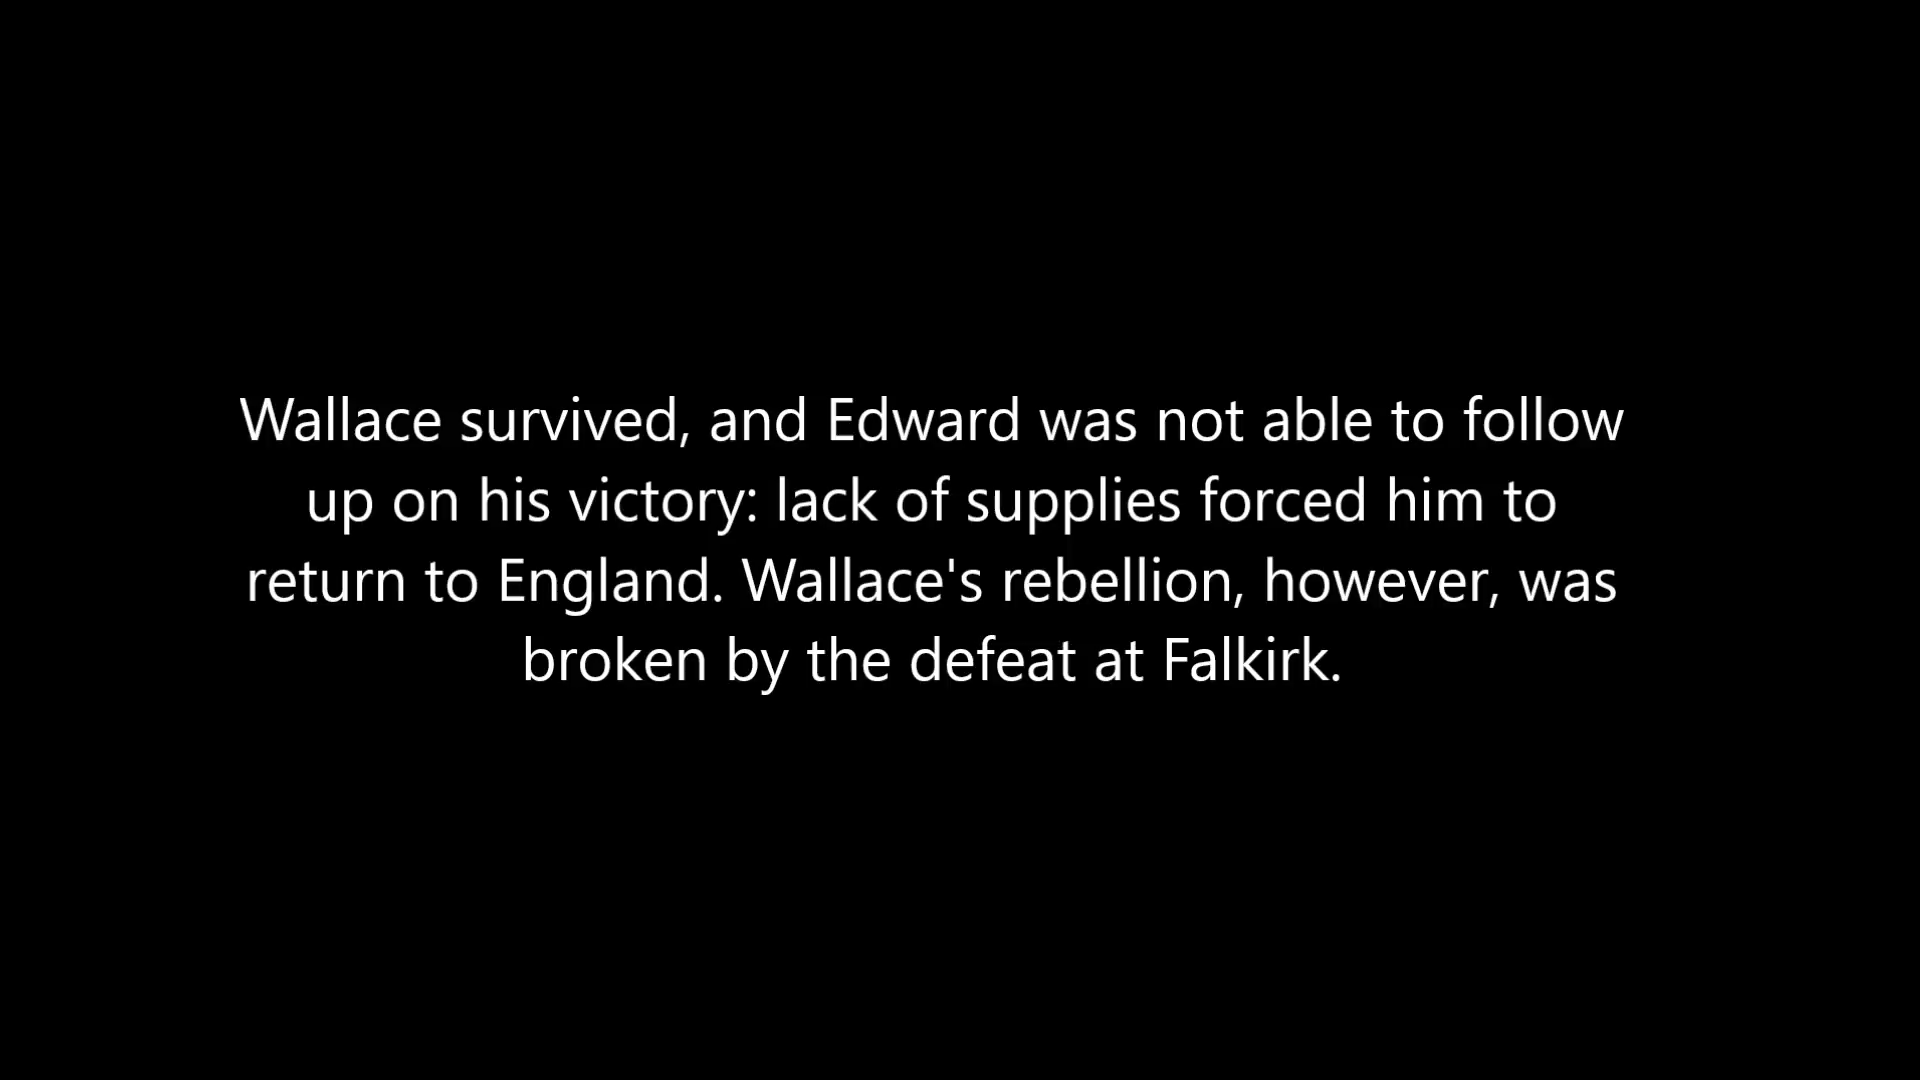 Wallace survived, and Edward was not able to follow
up on his victory: lack of supplies forced him to
return to England. Wallace's rebellion, however, was
broken by the defeat at Falkirk.